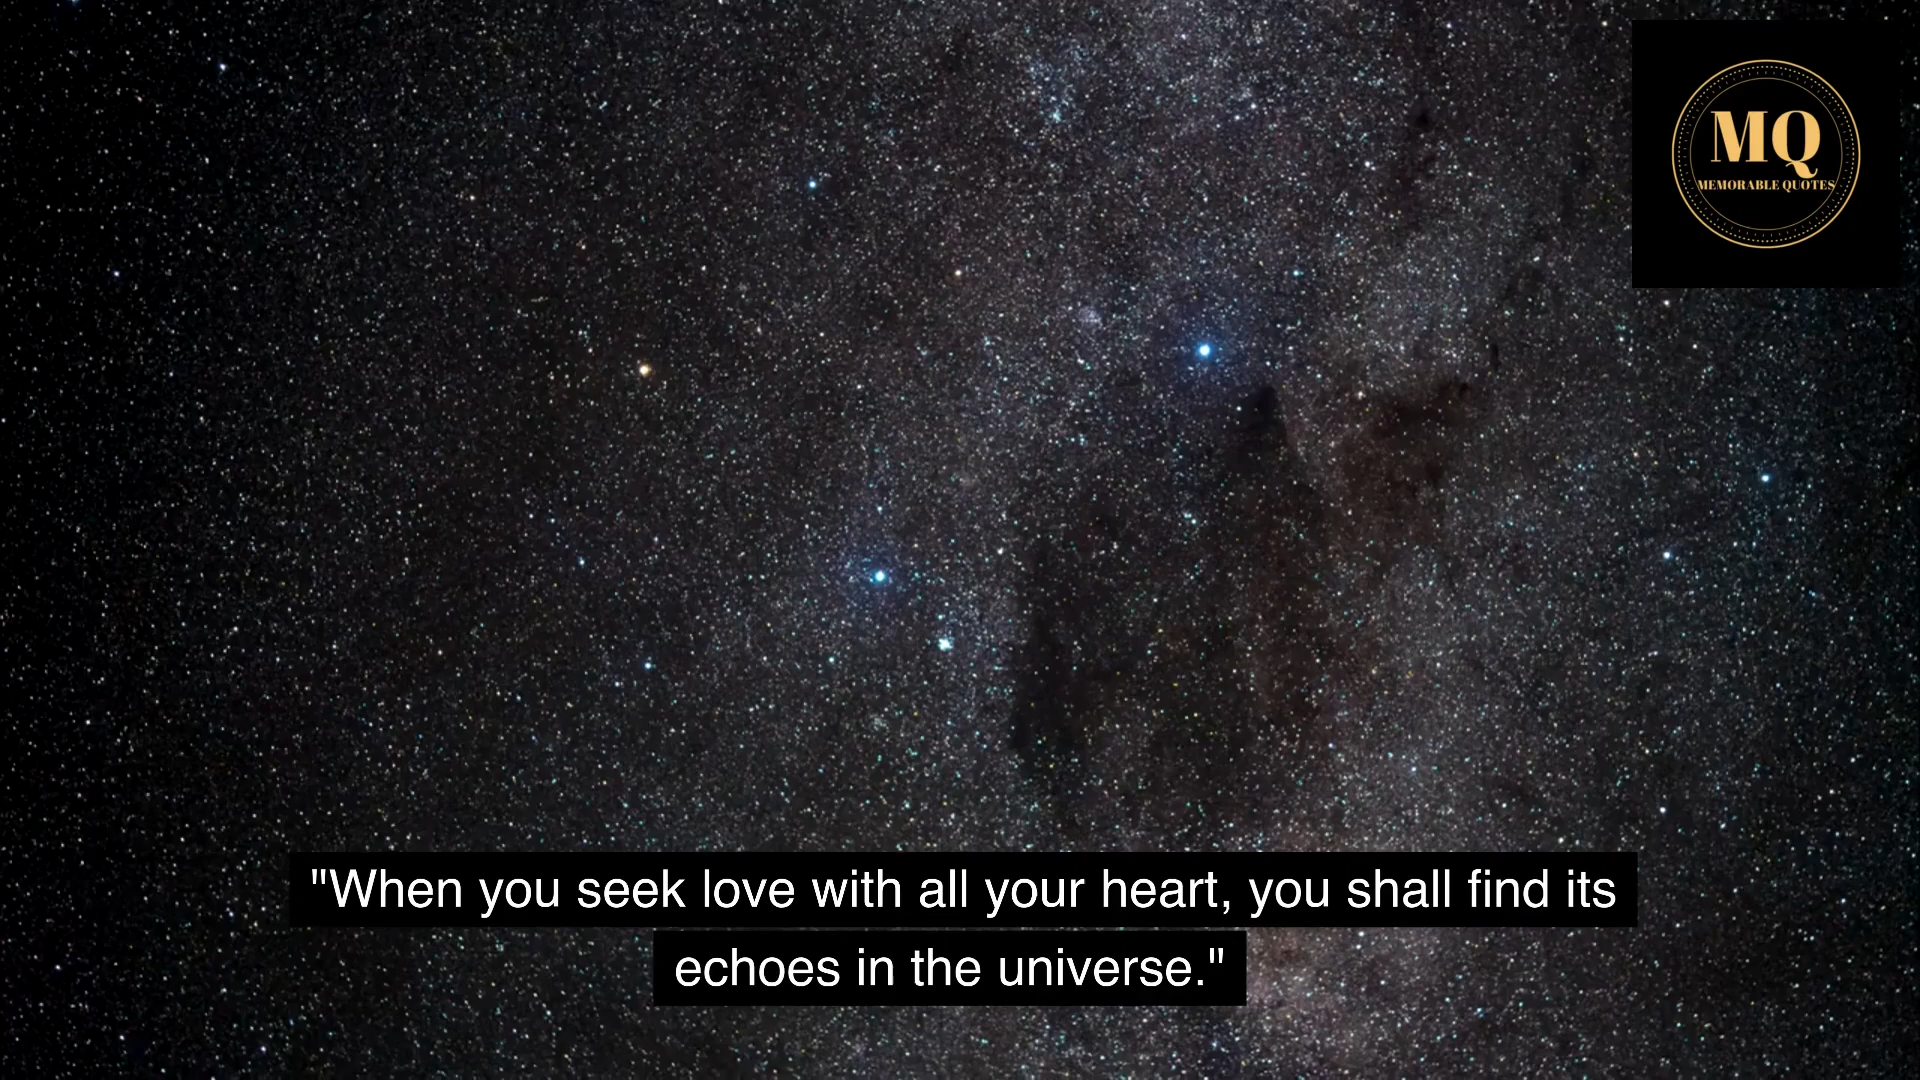 MQ
MEMORABLE QUOTES
"When you seek love with all your heart, you shall find its
echoes in the universe."